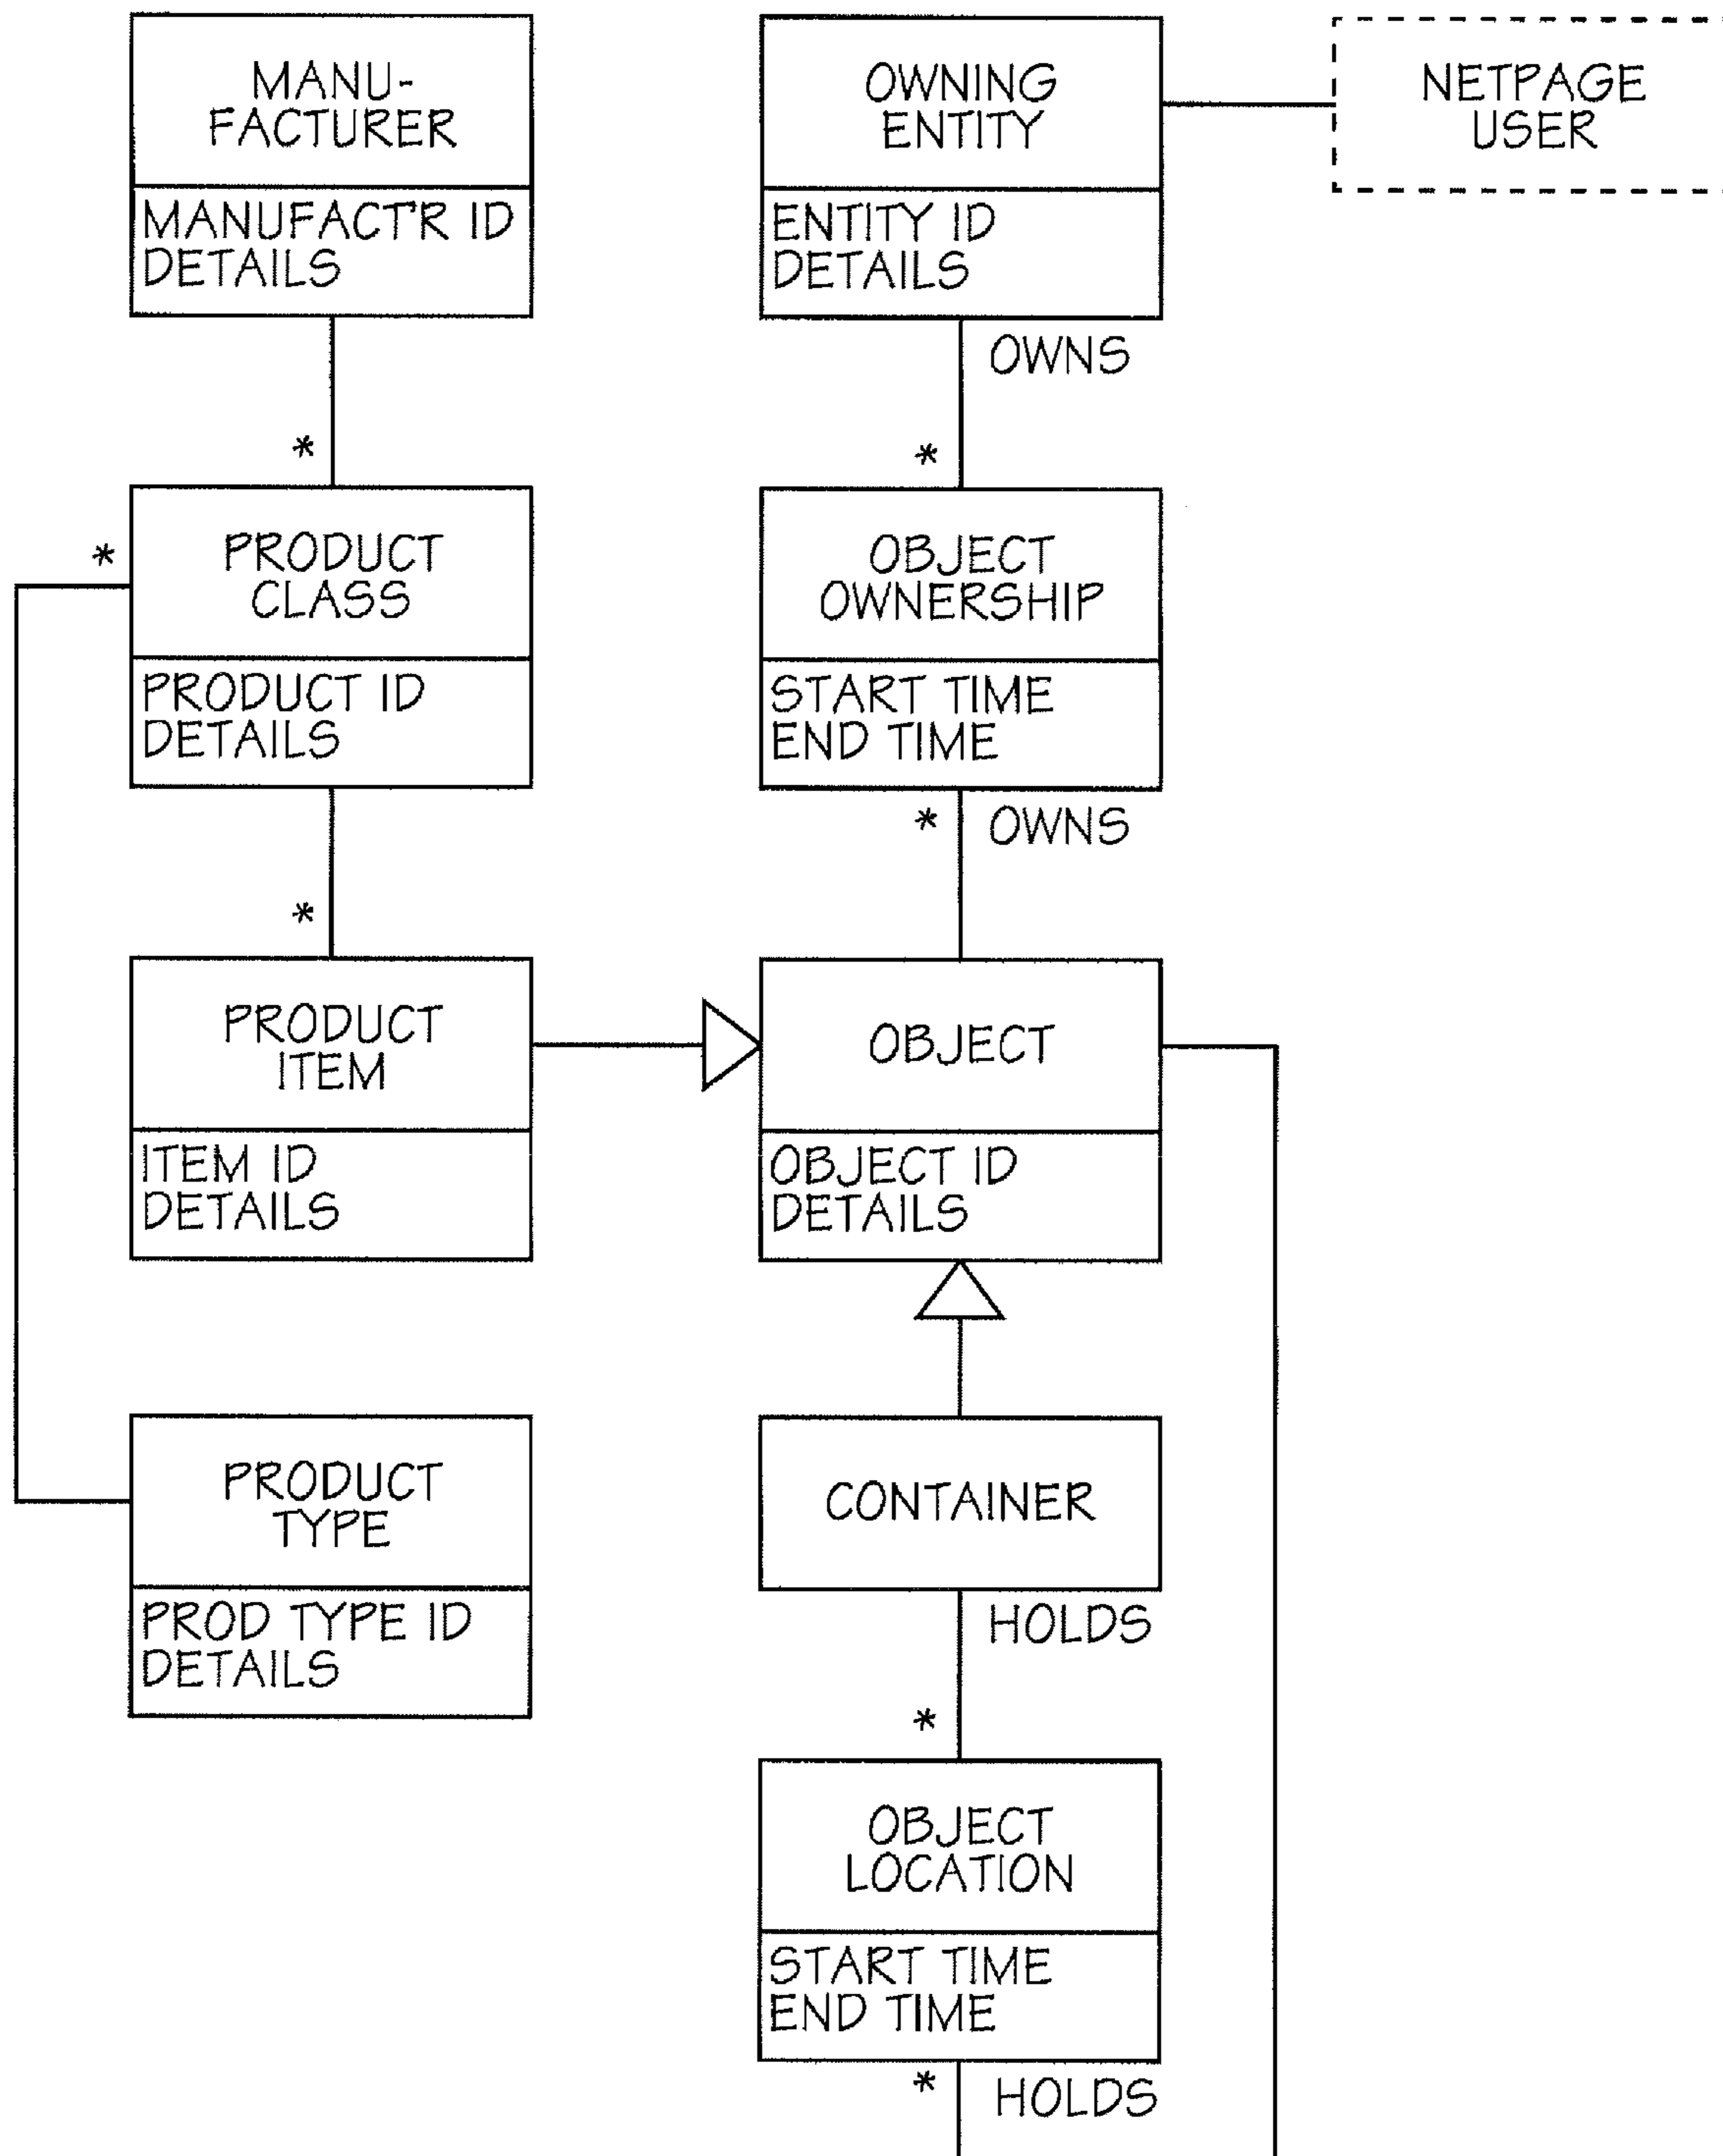 MANU-
FACTURER
MANUFACT'R ID
DETAILS
OWNING
ENTITY
ENTITY ID
DETAILS
NETPAGE
USER
OWNS
*
*
*
PRODUCT
CLASS
PRODUCT ID
DETAILS
OBJECT
OWNERSHIP
START TIME
END TIME
* OWNS
*
PRODUCT
ITEM
ITEM ID
DETAILS
OBJECT
OBJECT ID
DETAILS
PRODUCT
TYPE
PROD TYPE ID
DETAILS
CONTAINER
HOLDS
*
OBJECT
LOCATION
START TIME
END TIME
* HOLDS